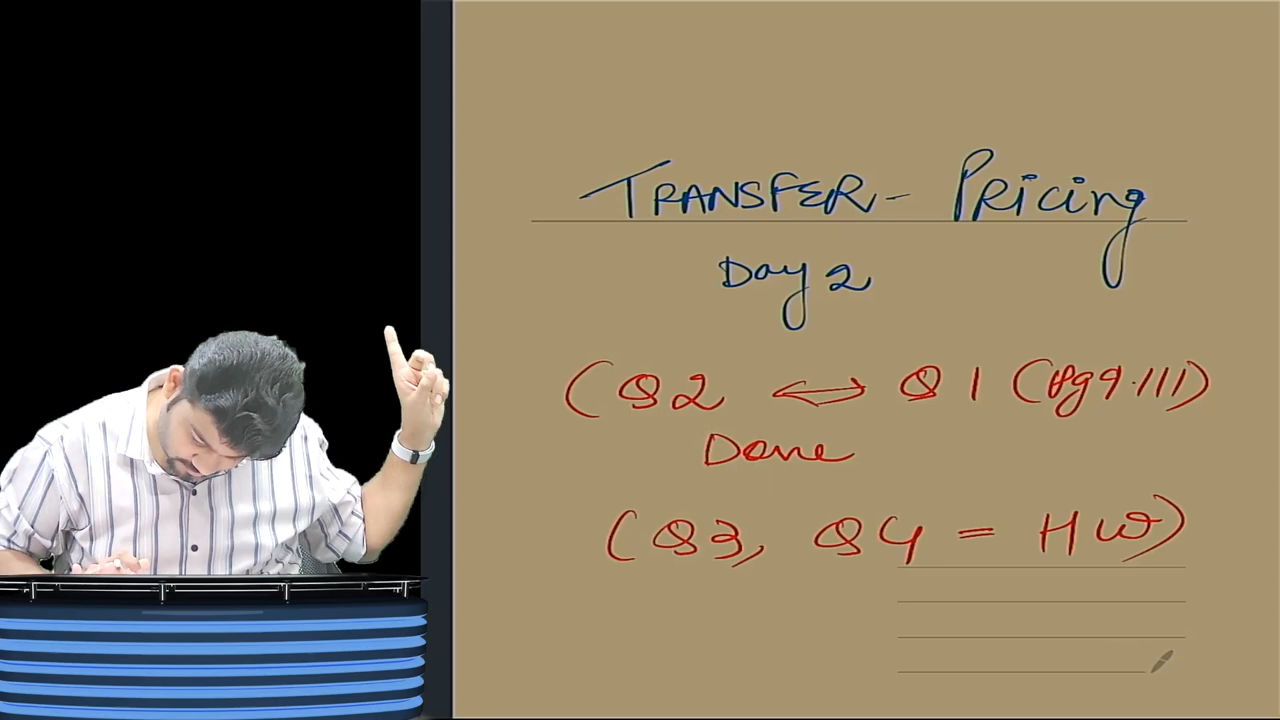 TRANSFER- Pricing
Day 2
(Q2 ⟺ Q1 (Pg 9.111)
Done
(Q3, Q4 = HW)